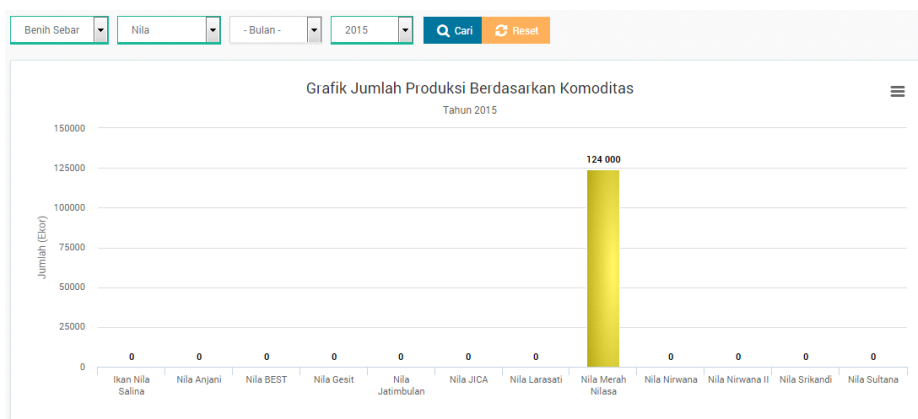 Benih Sebar Nila - Bulan - 2015 Cari Reset
Grafik Jumlah Produksi Berdasarkan Komoditas
Tahun 2015
Jumlah (Ekor)
150000
125000
100000
75000
50000
25000
0
0 0 0 0 0 0 0 124 000 0 0 0 0
Ikan Nila Salina
Nila Anjani
Nila BEST
Nila Gesit
Nila Jatimbulan
Nila JICA
Nila Larasati
Nila Merah Nilasa
Nila Nirwana
Nila Nirwana II
Nila Srikandi
Nila Sultana